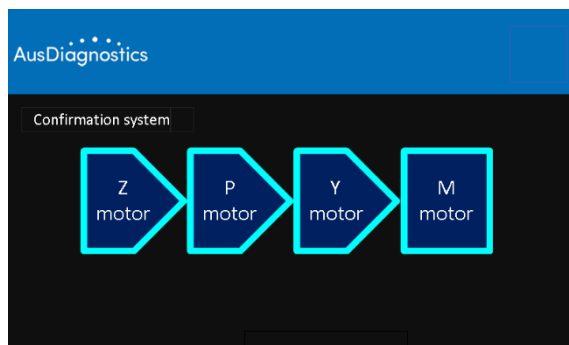 AusDiagnostics
Confirmation system
Z
motor
P
motor
Y
motor
M
motor